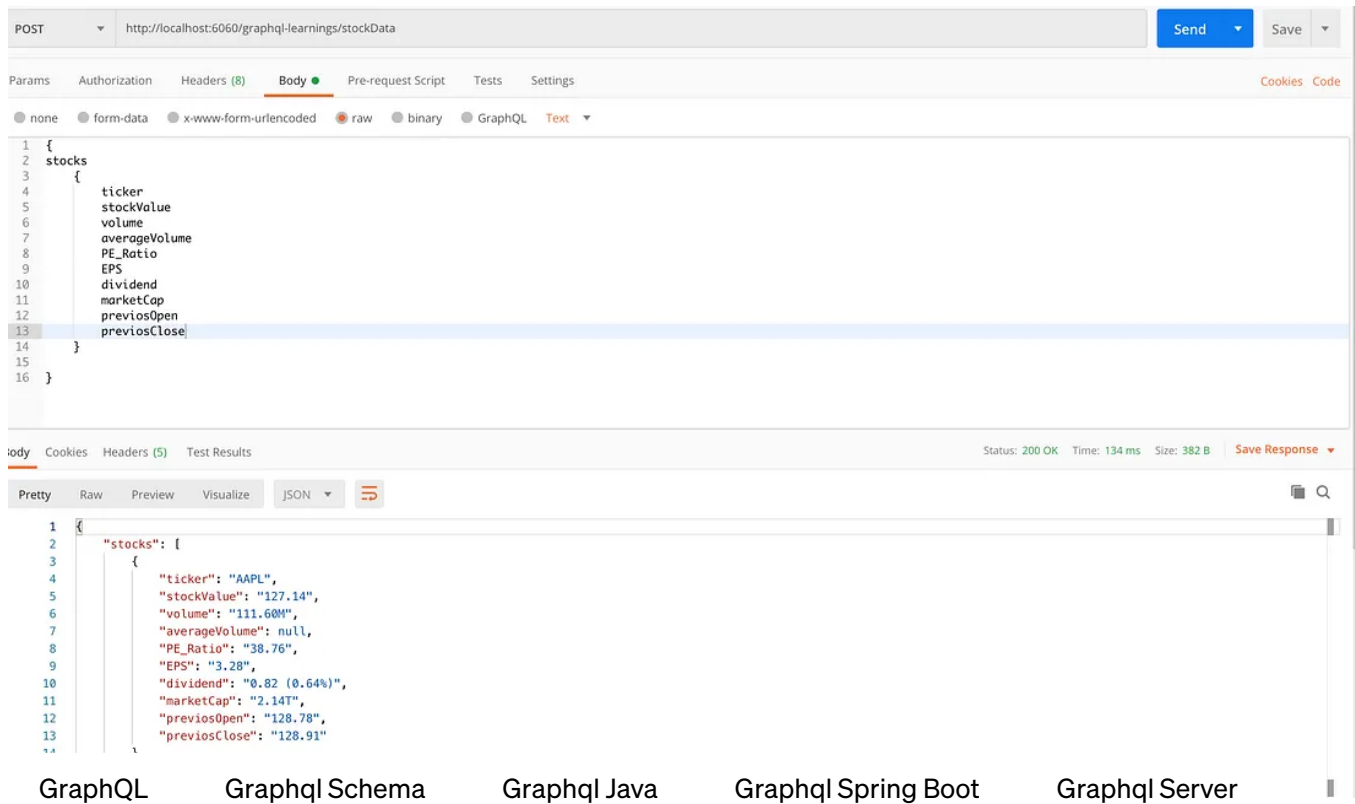 POST http://localhost:6060/graphql-learnings/stockData Send Save
Params Authorization Headers (8) Body Pre-request Script Tests Settings Cookies Code
none form-data x-www-form-urlencoded raw binary GraphQL Text
1 {
2 stocks
3 {
4 ticker
5 stockValue
6 volume
7 averageVolume
8 PE_Ratio
9 EPS
10 dividend
11 marketCap
12 previosOpen
13 previosClose
14 }
15
16 }
Body Cookies Headers (5) Test Results Status: 200 OK Time: 134 ms Size: 382 B Save Response
Pretty Raw Preview Visualize JSON
1 {
2 "stocks": [
3 {
4 "ticker": "AAPL",
5 "stockValue": "127.14",
6 "volume": "111.60M",
7 "averageVolume": null,
8 "PE_Ratio": "38.76",
9 "EPS": "3.28",
10 "dividend": "0.82 (0.64%)",
11 "marketCap": "2.14T",
12 "previosOpen": "128.78",
13 "previosClose": "128.91"
14 }
GraphQL Graphql Schema Graphql Java Graphql Spring Boot Graphql Server